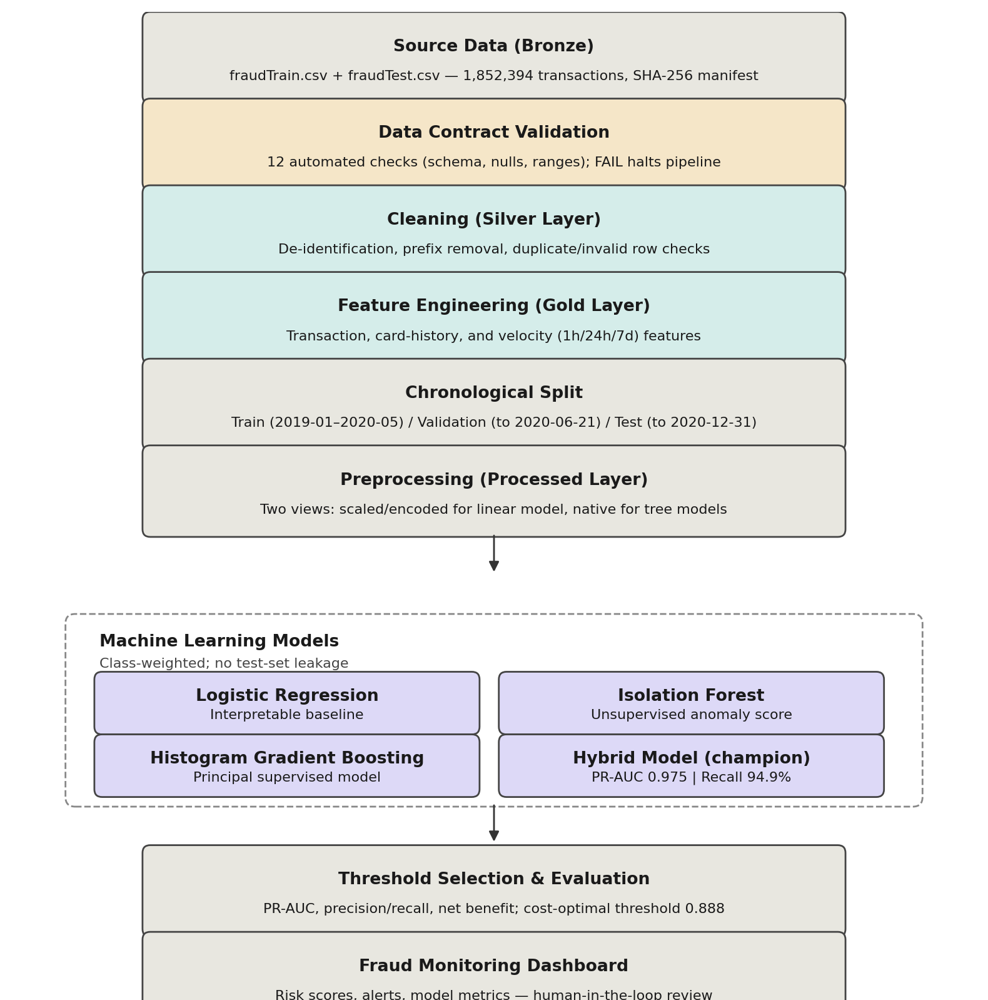 Source Data (Bronze)
fraudTrain.csv + fraudTest.csv — 1,852,394 transactions, SHA-256 manifest
Data Contract Validation
12 automated checks (schema, nulls, ranges); FAIL halts pipeline
Cleaning (Silver Layer)
De-identification, prefix removal, duplicate/invalid row checks
Feature Engineering (Gold Layer)
Transaction, card-history, and velocity (1h/24h/7d) features
Chronological Split
Train (2019-01–2020-05) / Validation (to 2020-06-21) / Test (to 2020-12-31)
Preprocessing (Processed Layer)
Two views: scaled/encoded for linear model, native for tree models
Machine Learning Models
Class-weighted; no test-set leakage
Logistic Regression
Interpretable baseline
Isolation Forest
Unsupervised anomaly score
Histogram Gradient Boosting
Principal supervised model
Hybrid Model (champion)
PR-AUC 0.975 | Recall 94.9%
Threshold Selection & Evaluation
PR-AUC, precision/recall, net benefit; cost-optimal threshold 0.888
Fraud Monitoring Dashboard
Risk scores, alerts, model metrics — human-in-the-loop review